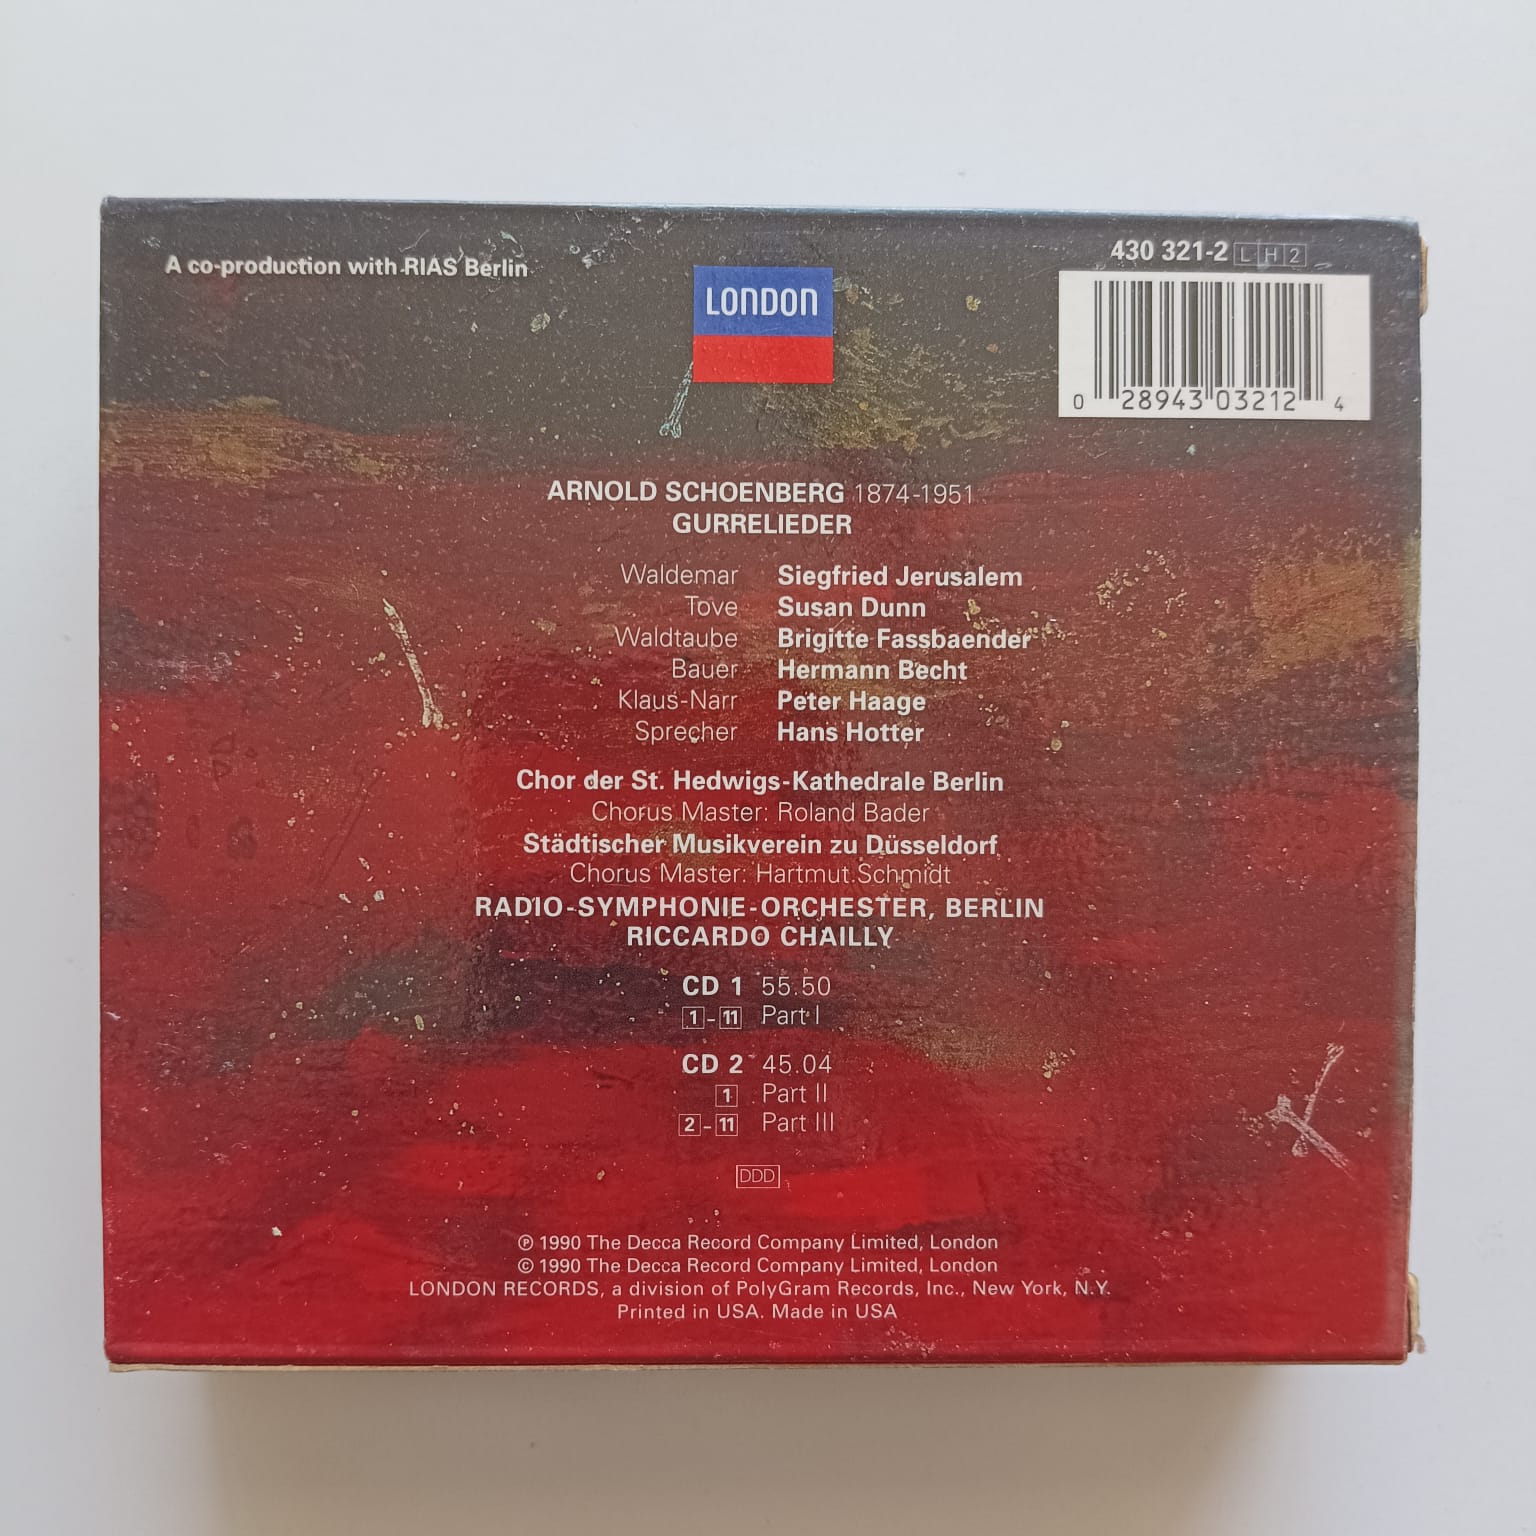 A co-production with RIAS Berlin
LONDON
430 321-2 L H 2
0 28943 03212 4
ARNOLD SCHOENBERG 1874-1951
GURRELIEDER
Waldemar Siegfried Jerusalem
Tove Susan Dunn
Waldtaube Brigitte Fassbaender
Bauer Hermann Becht
Klaus-Narr Peter Haage
Sprecher Hans Hotter
Chor der St. Hedwigs-Kathedrale Berlin
Chorus Master: Roland Bader
Städtischer Musikverein zu Düsseldorf
Chorus Master: Hartmut Schmidt
RADIO-SYMPHONIE-ORCHESTER, BERLIN
RICCARDO CHAILLY
CD 1 55.50
1-11 Part I
CD 2 45.04
1 Part II
2-11 Part III
DDD
℗ 1990 The Decca Record Company Limited, London
© 1990 The Decca Record Company Limited, London
LONDON RECORDS, a division of PolyGram Records, Inc., New York, N.Y.
Printed in USA. Made in USA